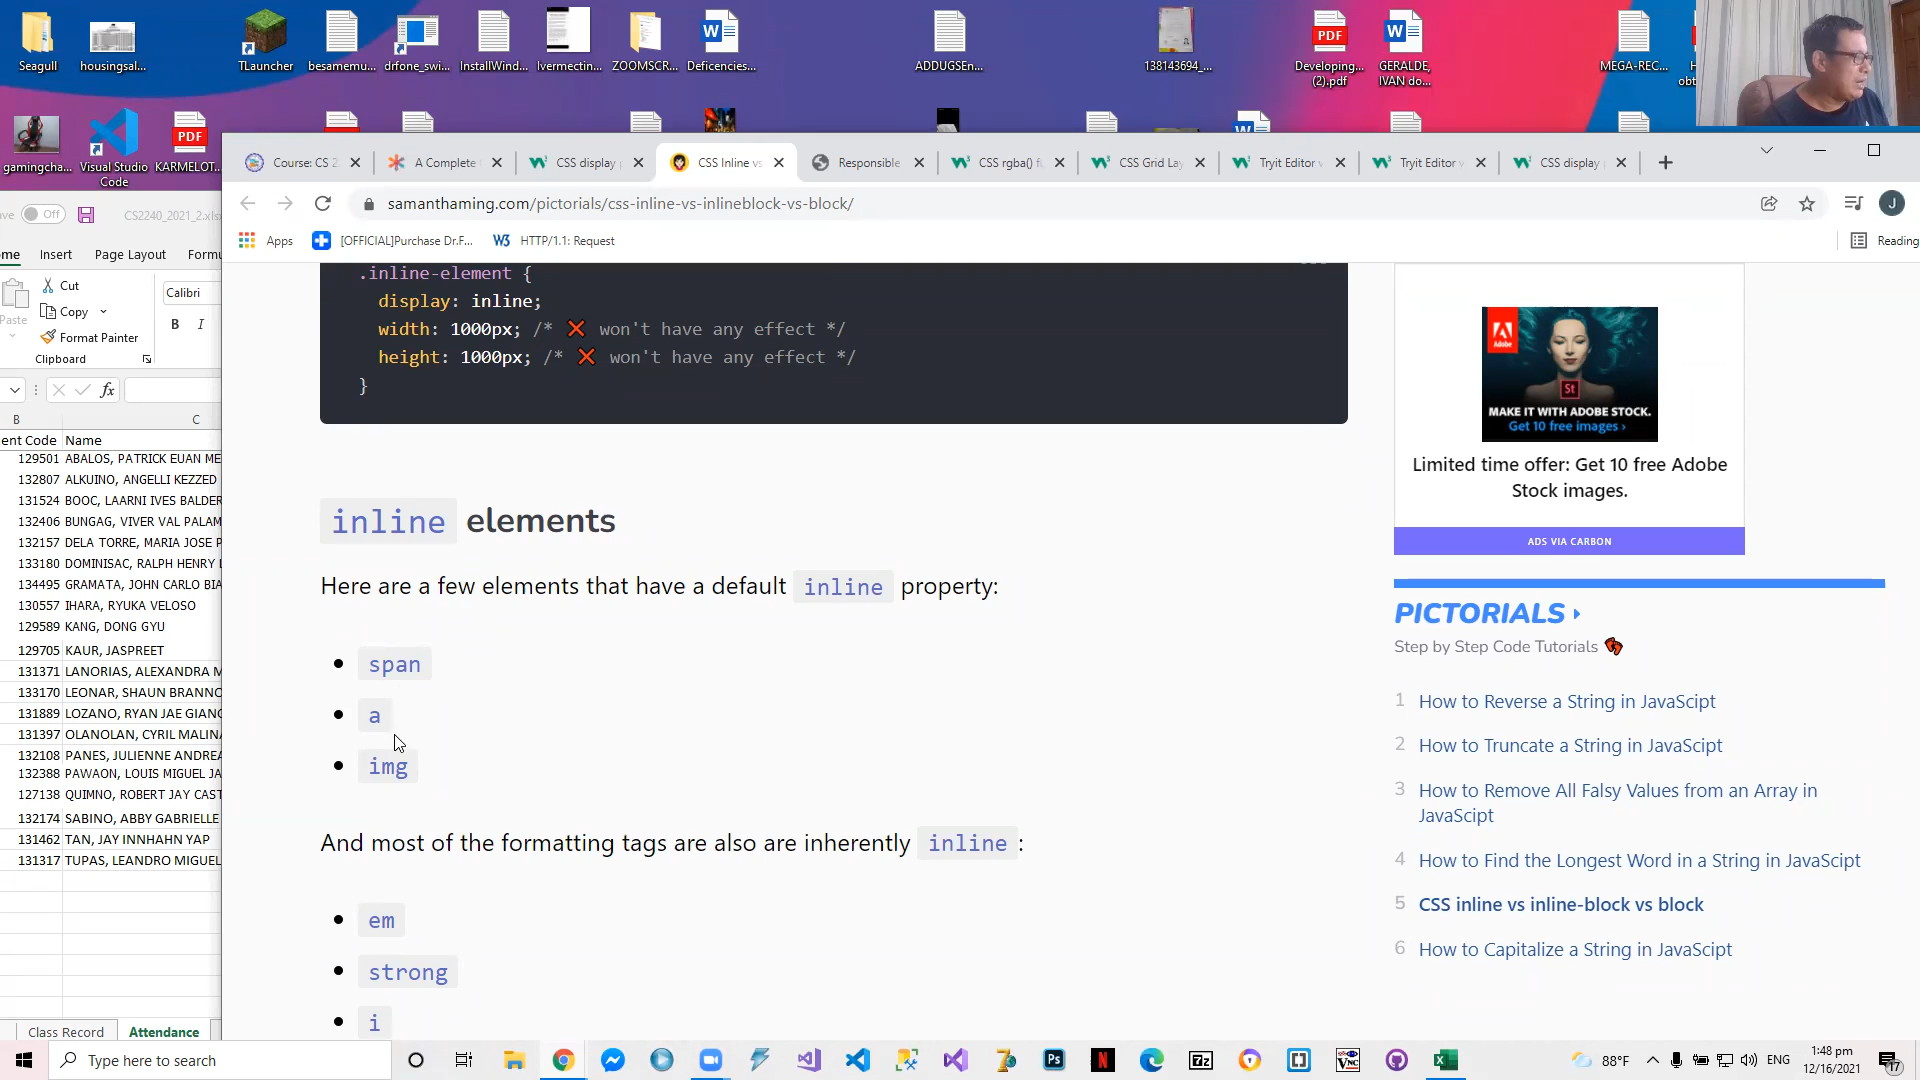 Seagull
housingsal...
TLauncher
besamemu...
drfone_swi...
InstallWind...
Ivermectin...
ZOOMSCR...
Deficencies...
ADDUGSEn...
138143694_...
Developing... (2).pdf
GERALDE, IVAN do...
MEGA-REC...
gamingcha...
Visual Studio Code
KARMELOT...
Course: CS 2
A Complete
CSS display
CSS Inline vs
Responsible
CSS rgba() f
CSS Grid Lay
Tryit Editor v
Tryit Editor v
CSS display
samanthaming.com/pictorials/css-inline-vs-inlineblock-vs-block/
J
Apps
[OFFICIAL]Purchase Dr.F...
HTTP/1.1: Request
Reading
Off
CS2240_2021_2.xls
Insert
Page Layout
Formu
Paste
Cut
Copy
Format Painter
Clipboard
Calibri
B I
fx
B C
ent Code Name
129501 ABALOS, PATRICK EUAN ME
132807 ALKUINO, ANGELLI KEZZED
131524 BOOC, LAARNI IVES BALDER
132406 BUNGAG, VIVER VAL PALAM
132157 DELA TORRE, MARIA JOSE P
133180 DOMINISAC, RALPH HENRY L
134495 GRAMATA, JOHN CARLO BIA
130557 IHARA, RYUKA VELOSO
129589 KANG, DONG GYU
129705 KAUR, JASPREET
131371 LANORIAS, ALEXANDRA M
133170 LEONAR, SHAUN BRANNO
131889 LOZANO, RYAN JAE GIANG
131397 OLANOLAN, CYRIL MALINA
132108 PANES, JULIENNE ANDREA
132388 PAWAON, LOUIS MIGUEL JA
127138 QUIMNO, ROBERT JAY CAST
132174 SABINO, ABBY GABRIELLE
131462 TAN, JAY INNHAHN YAP
131317 TUPAS, LEANDRO MIGUEL
Class Record
Attendance
.inline-element {
display: inline;
width: 1000px; /* ❌ won't have any effect */
height: 1000px; /* ❌ won't have any effect */
}
inline elements
Here are a few elements that have a default inline property:
span
a
img
And most of the formatting tags are also are inherently inline :
em
strong
i
Adobe
St
MAKE IT WITH ADOBE STOCK.
Get 10 free images ›
Limited time offer: Get 10 free Adobe
Stock images.
ADS VIA CARBON
PICTORIALS
Step by Step Code Tutorials
1 How to Reverse a String in JavaScipt
2 How to Truncate a String in JavaScipt
3 How to Remove All Falsy Values from an Array in
JavaScipt
4 How to Find the Longest Word in a String in JavaScipt
5 CSS inline vs inline-block vs block
6 How to Capitalize a String in JavaScipt
Type here to search
88°F
ENG
1:48 pm
12/16/2021
17